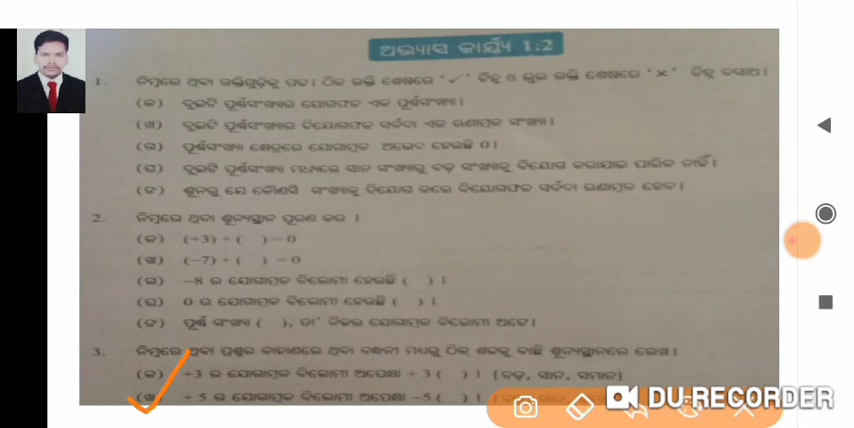 ଅଭ୍ୟାସ କାର୍ଯ୍ୟ 1:2
1. ନିମ୍ନରେ ଥିବା ଉକ୍ତିଗୁଡ଼ିକୁ ପଢ଼। ଠିକ ଉକ୍ତି ଶେଷରେ '✓' ଚିହ୍ନ ଓ ଭୁଲ ଉକ୍ତି ଶେଷରେ '×' ଚିହ୍ନ ବସାଅ।
(କ) ଦୁଇଟି ପୂର୍ଣ୍ଣସଂଖ୍ୟାର ଯୋଗଫଳ ଏକ ପୂର୍ଣ୍ଣସଂଖ୍ୟା।
(ଖ) ଦୁଇଟି ପୂର୍ଣ୍ଣସଂଖ୍ୟାର ବିୟୋଗଫଳ ସର୍ବଦା ଏକ ଋଣାତ୍ମକ ସଂଖ୍ୟା।
(ଗ) ପୂର୍ଣ୍ଣସଂଖ୍ୟା କ୍ଷେତ୍ରରେ ଯୋଗାତ୍ମକ ଅଭେଦ ହେଉଛି 0।
(ଘ) ଦୁଇଟି ପୂର୍ଣ୍ଣସଂଖ୍ୟା ମଧ୍ୟରେ ସାନ ସଂଖ୍ୟାରୁ ବଡ଼ ସଂଖ୍ୟାକୁ ବିୟୋଗ କରାଯାଇ ପାରିବ ନାହିଁ।
(ଙ) ଶୂନରୁ ଯେ କୌଣସି ସଂଖ୍ୟାକୁ ବିୟୋଗ କଲେ ବିୟୋଗଫଳ ସର୍ବଦା ଋଣାତ୍ମକ ହେବ।
2. ନିମ୍ନରେ ଥିବା ଶୂନ୍ୟସ୍ଥାନ ପୂରଣ କର ।
(କ) (+3) + ( ) = 0
(ଖ) (−7) + ( ) = 0
(ଗ) −8 ର ଯୋଗାତ୍ମକ ବିଲୋମୀ ହେଉଛି ( ) ।
(ଘ) 0 ର ଯୋଗାତ୍ମକ ବିଲୋମୀ ହେଉଛି ( ) ।
(ଙ) ପୂର୍ଣ୍ଣ ସଂଖ୍ୟା ( ), ତା' ନିଜର ଯୋଗାତ୍ମକ ବିଲୋମୀ ଅଟେ।
3. ନିମ୍ନରେ ଥିବା ପ୍ରଶ୍ନର ଡାହାଣରେ ଥିବା ବନ୍ଧନୀ ମଧ୍ୟରୁ ଠିକ୍ ଶବ୍ଦକୁ ବାଛି ଶୂନ୍ୟସ୍ଥାନରେ ଲେଖ।
(କ) +3 ର ଯୋଗାତ୍ମକ ବିଲୋମୀ ଅପେକ୍ଷା + 3 ( ) । [ବଡ଼, ସାନ, ସମାନ]
(ଖ) + 5 ର ଯୋଗାତ୍ମକ ବିଲୋମୀ ଅପେକ୍ଷା −5 ( ) ।
DU RECORDER